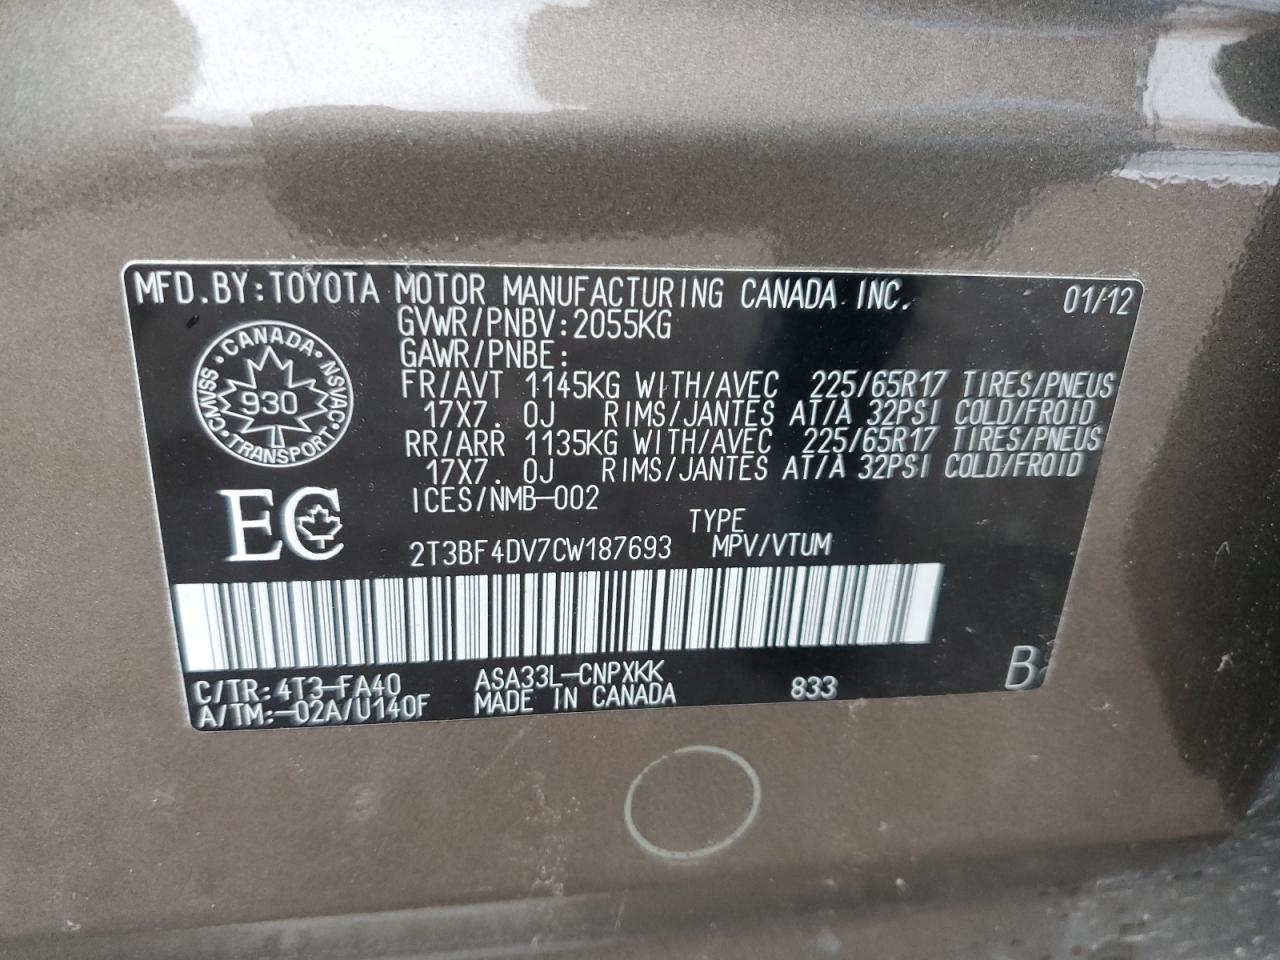 MFD.BY:TOYOTA MOTOR MANUFACTURING CANADA INC. 01/12
GVWR/PNBV:2055KG
GAWR/PNBE:
FR/AVT 1145KG WITH/AVEC 225/65R17 TIRES/PNEUS
17X7.0J RIMS/JANTES AT/A 32PSI COLD/FROID
RR/ARR 1135KG WITH/AVEC 225/65R17 TIRES/PNEUS
17X7.0J RIMS/JANTES AT/A 32PSI COLD/FROID
ICES/NMB-002
CANADA
CMVSS NSVAC
930
TRANSPORT
EC
TYPE
2T3BF4DV7CW187693 MPV/VTUM
C/TR:4T3-FA40 ASA33L-CNPXKK
A/TM:-02A/U140F MADE IN CANADA 833 B